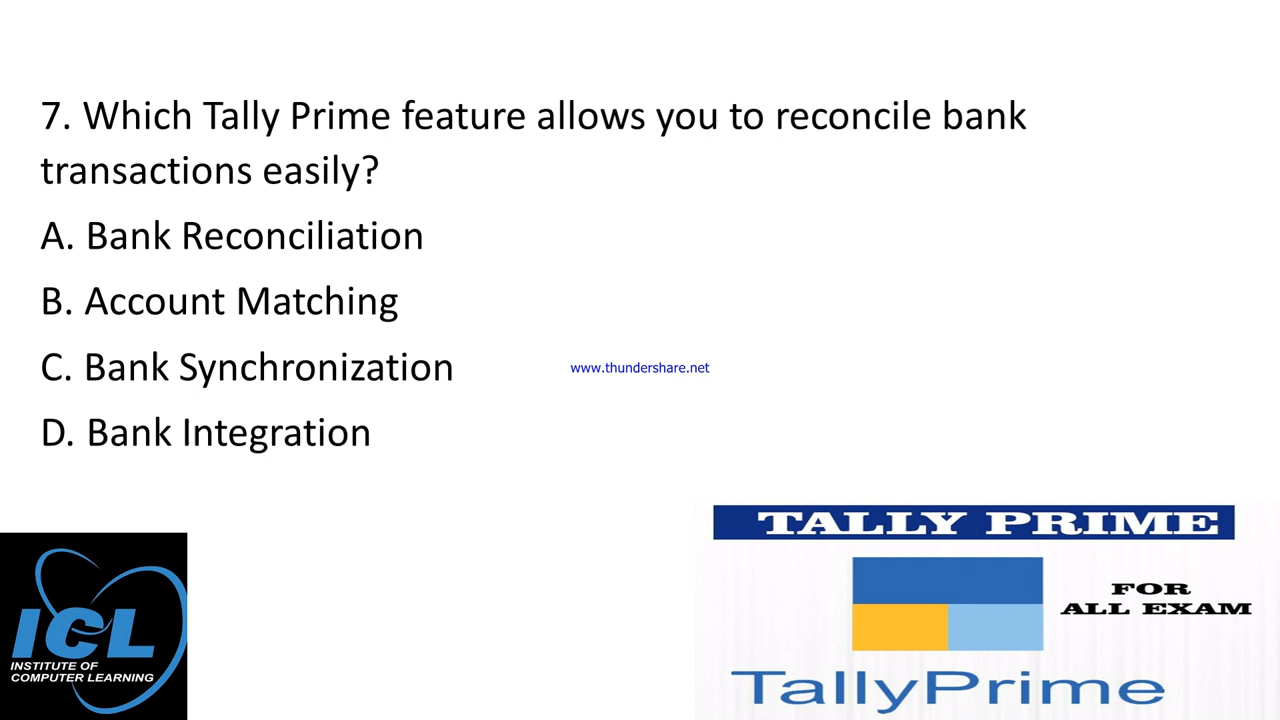 7. Which Tally Prime feature allows you to reconcile bank
transactions easily?
A. Bank Reconciliation
B. Account Matching
C. Bank Synchronization
D. Bank Integration
www.thundershare.net
ICL
INSTITUTE OF
COMPUTER LEARNING
TALLY PRIME
FOR
ALL EXAM
TallyPrime